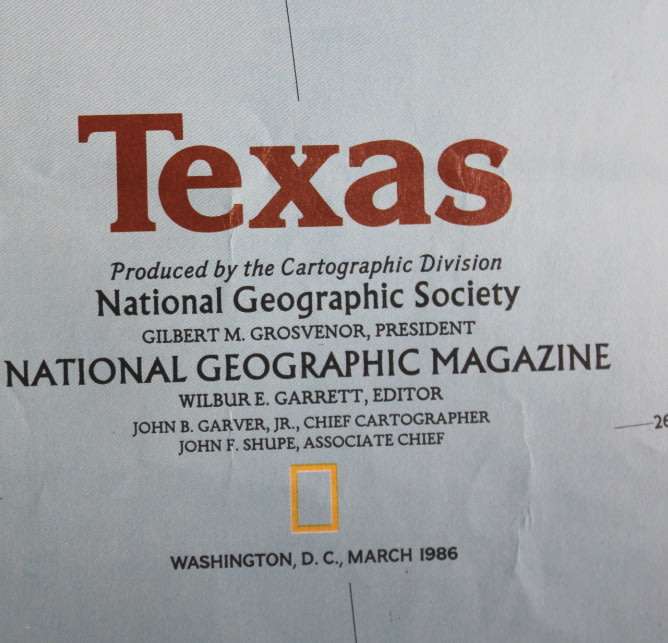 Texas
Produced by the Cartographic Division
National Geographic Society
GILBERT M. GROSVENOR, PRESIDENT
NATIONAL GEOGRAPHIC MAGAZINE
WILBUR E. GARRETT, EDITOR
JOHN B. GARVER, JR., CHIEF CARTOGRAPHER
JOHN F. SHUPE, ASSOCIATE CHIEF
26
WASHINGTON, D. C., MARCH 1986